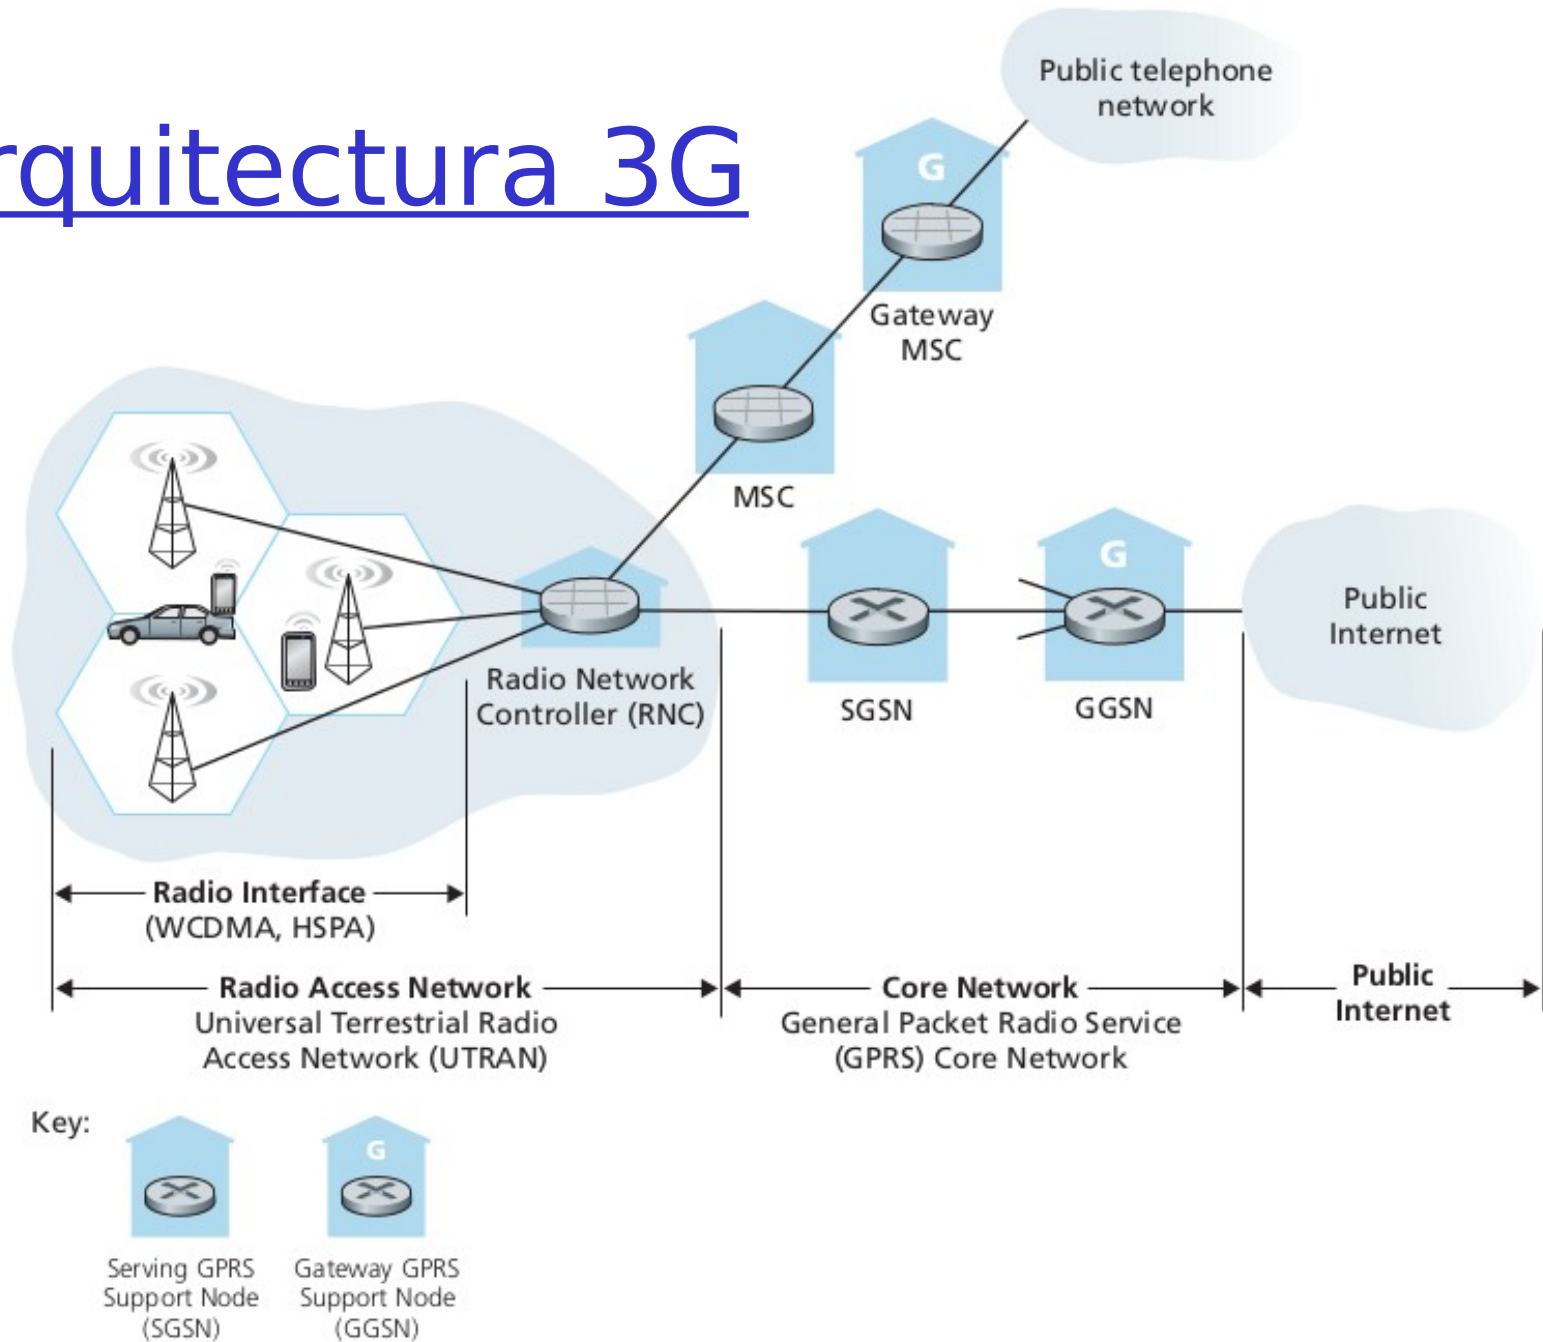 rquitectura 3G
Public telephone
network
G
Gateway
MSC
MSC
G
SGSN
GGSN
Public
Internet
Radio Network
Controller (RNC)
Radio Interface
(WCDMA, HSPA)
Radio Access Network
Universal Terrestrial Radio
Access Network (UTRAN)
Core Network
General Packet Radio Service
(GPRS) Core Network
Public
Internet
Key:
G
Serving GPRS
Support Node
(SGSN)
Gateway GPRS
Support Node
(GGSN)